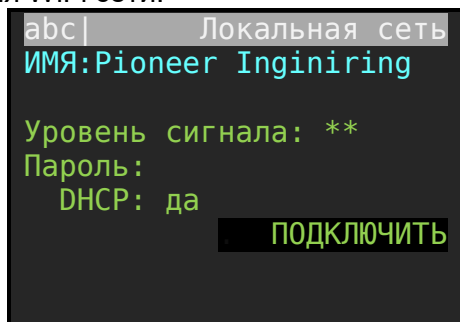 abc| Локальная сеть
ИМЯ:Pioneer Inginiring
Уровень сигнала: **
Пароль:
DHCP: да
. ПОДКЛЮЧИТЬ